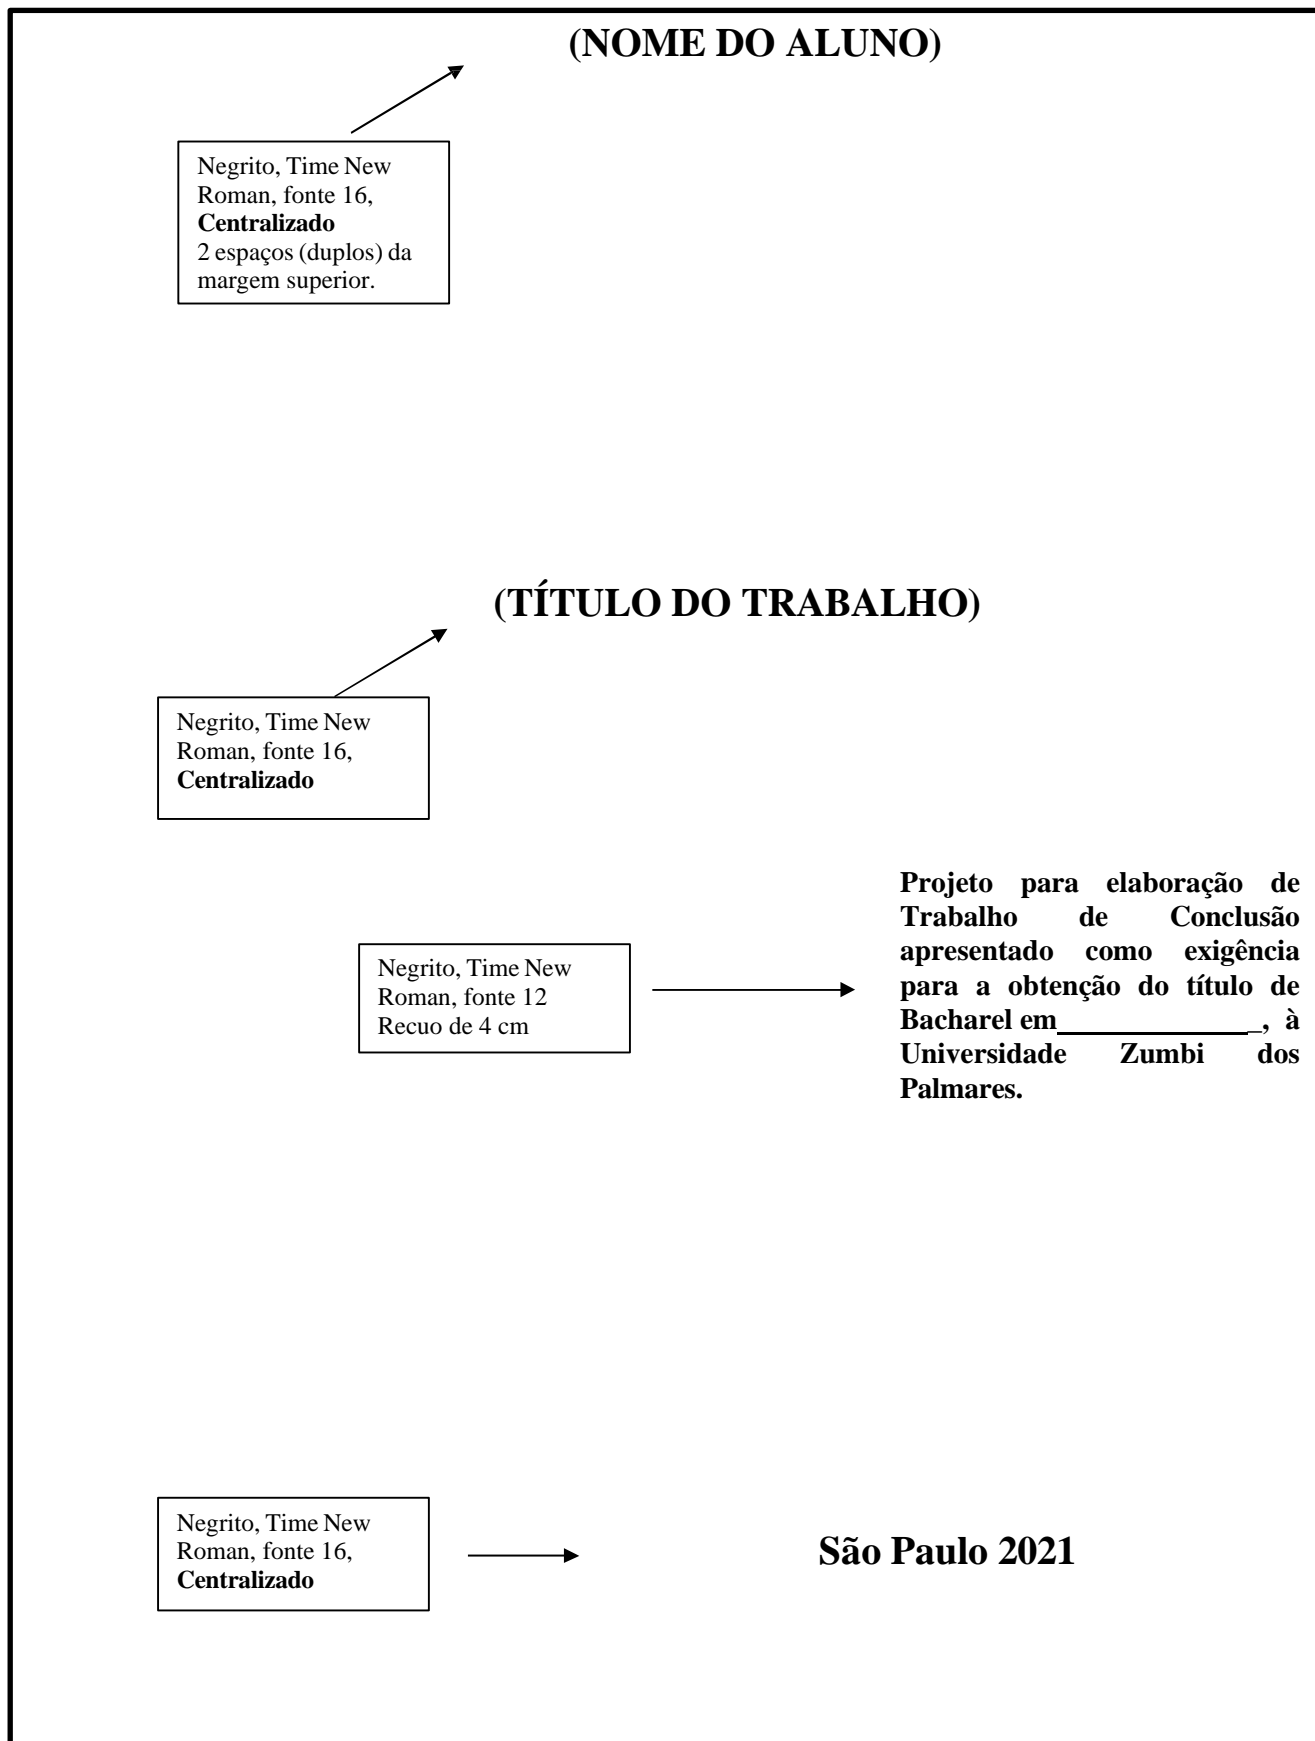 (NOME DO ALUNO)
Negrito, Time New
Roman, fonte 16,
Centralizado
2 espaços (duplos) da
margem superior.
(TÍTULO DO TRABALHO)
Negrito, Time New
Roman, fonte 16,
Centralizado
Projeto para elaboração de
Trabalho de Conclusão
apresentado como exigência
para a obtenção do título de
Bacharel em______________, à
Universidade Zumbi dos
Palmares.
Negrito, Time New
Roman, fonte 12
Recuo de 4 cm
Negrito, Time New
Roman, fonte 16,
Centralizado
São Paulo 2021